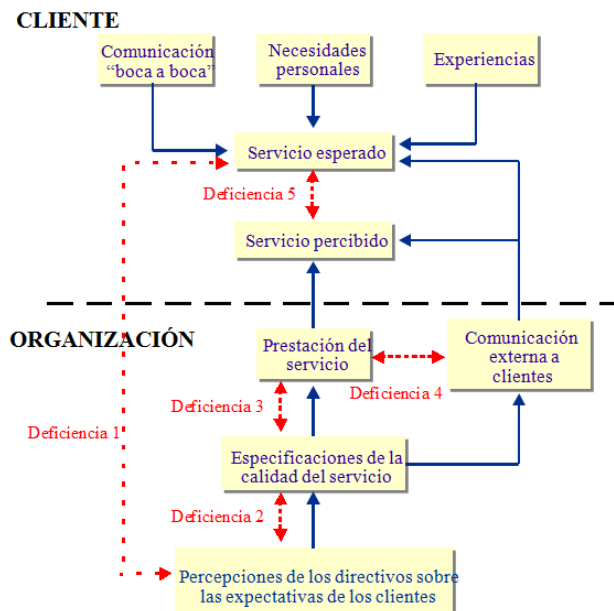 CLIENTE
Comunicación
“boca a boca”
Necesidades
personales
Experiencias
Servicio esperado
Deficiencia 5
Servicio percibido
ORGANIZACIÓN
Prestación del
servicio
Comunicación
externa a
clientes
Deficiencia 4
Deficiencia 3
Deficiencia 1
Especificaciones de la
calidad del servicio
Deficiencia 2
Percepciones de los directivos sobre
las expectativas de los clientes